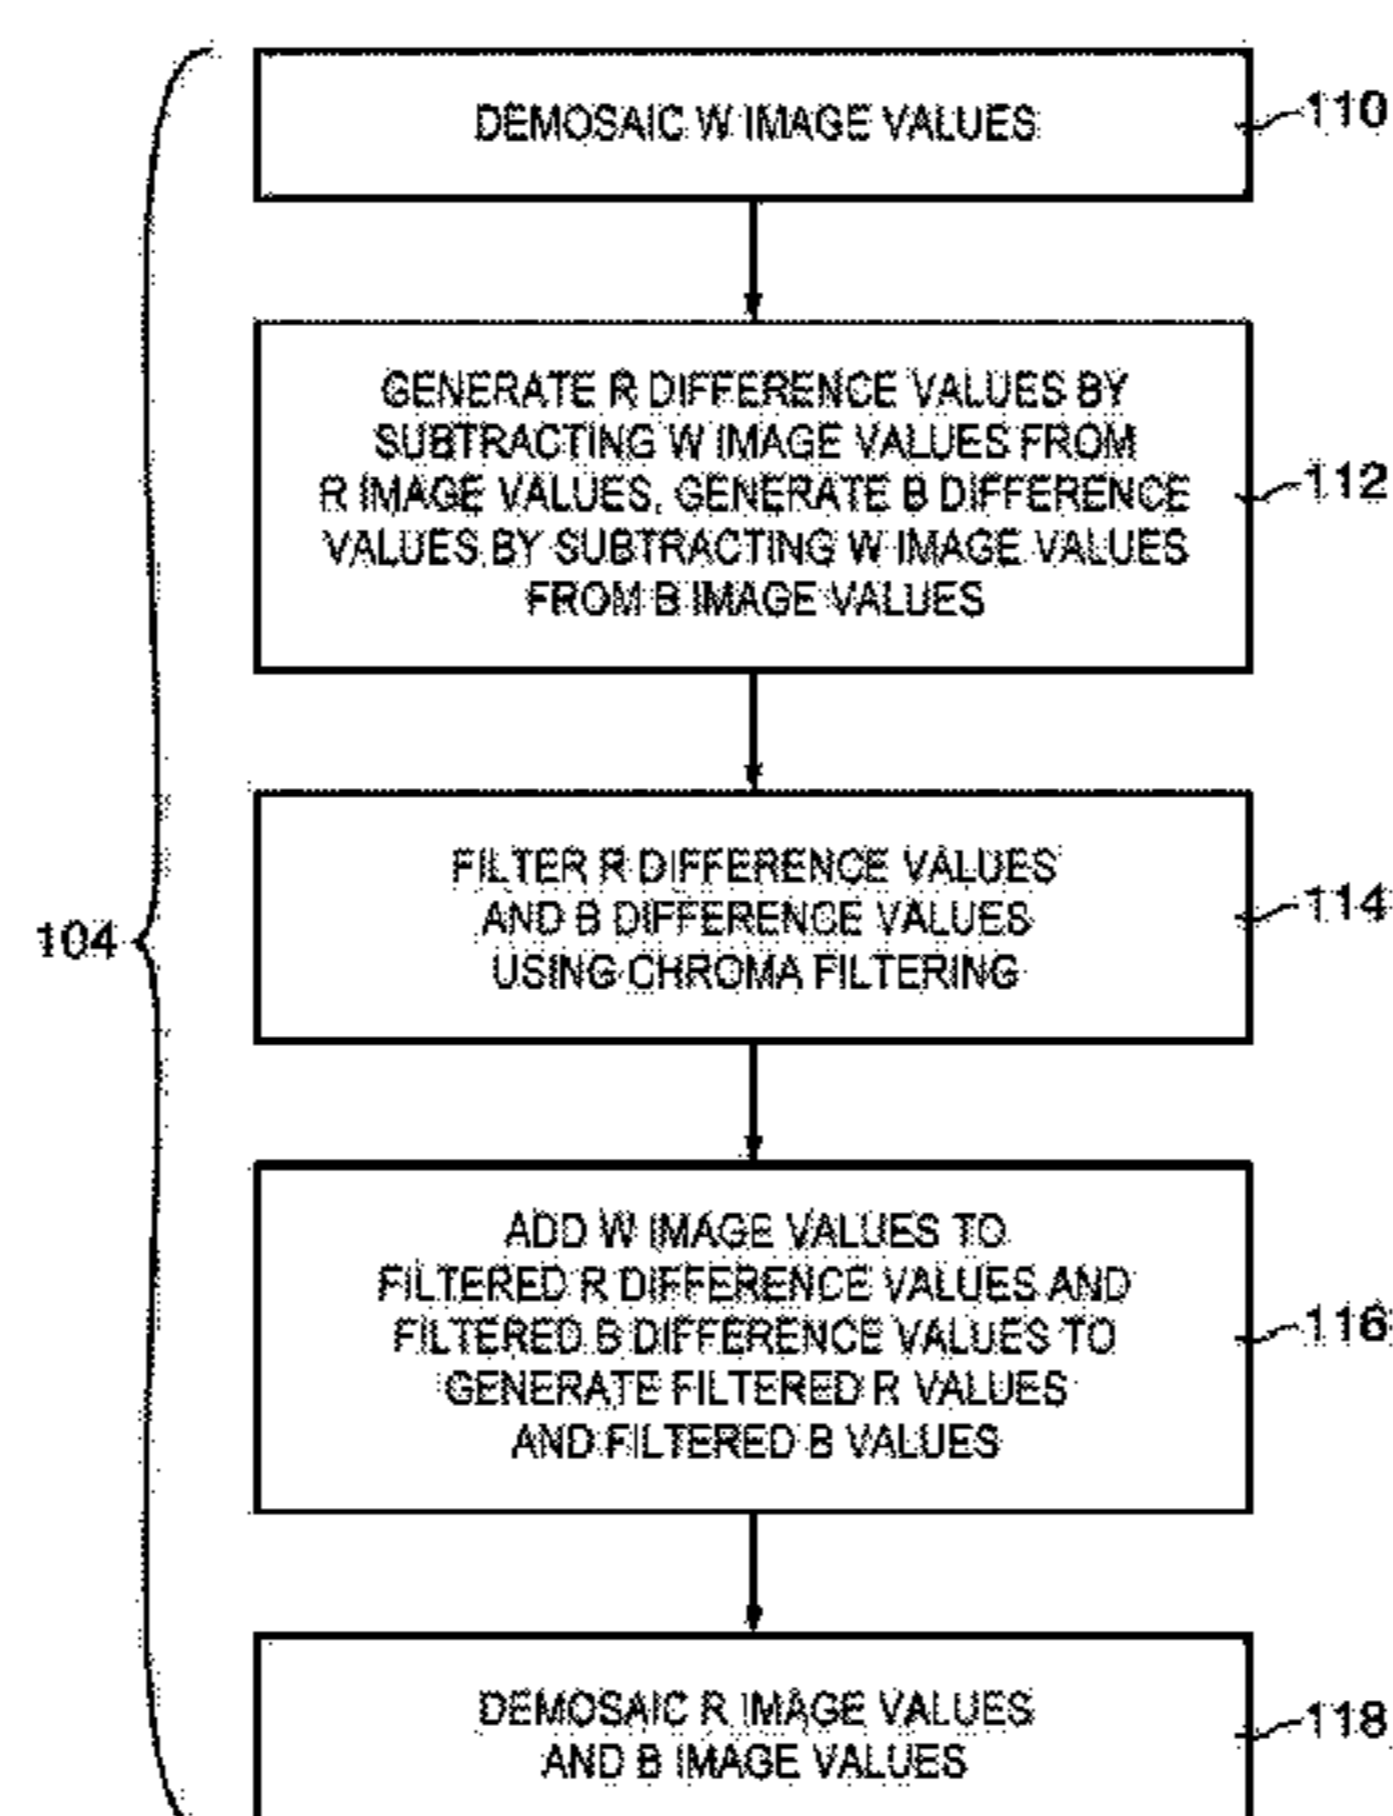 DEMOSAIC W IMAGE VALUES
110
GENERATE R DIFFERENCE VALUES BY
SUBTRACTING W IMAGE VALUES FROM
R IMAGE VALUES, GENERATE B DIFFERENCE
VALUES BY SUBTRACTING W IMAGE VALUES
FROM B IMAGE VALUES
112
FILTER R DIFFERENCE VALUES
AND B DIFFERENCE VALUES
USING CHROMA FILTERING
114
104
ADD W IMAGE VALUES TO
FILTERED R DIFFERENCE VALUES AND
FILTERED B DIFFERENCE VALUES TO
GENERATE FILTERED R VALUES
AND FILTERED B VALUES
116
DEMOSAIC R IMAGE VALUES
AND B IMAGE VALUES
118